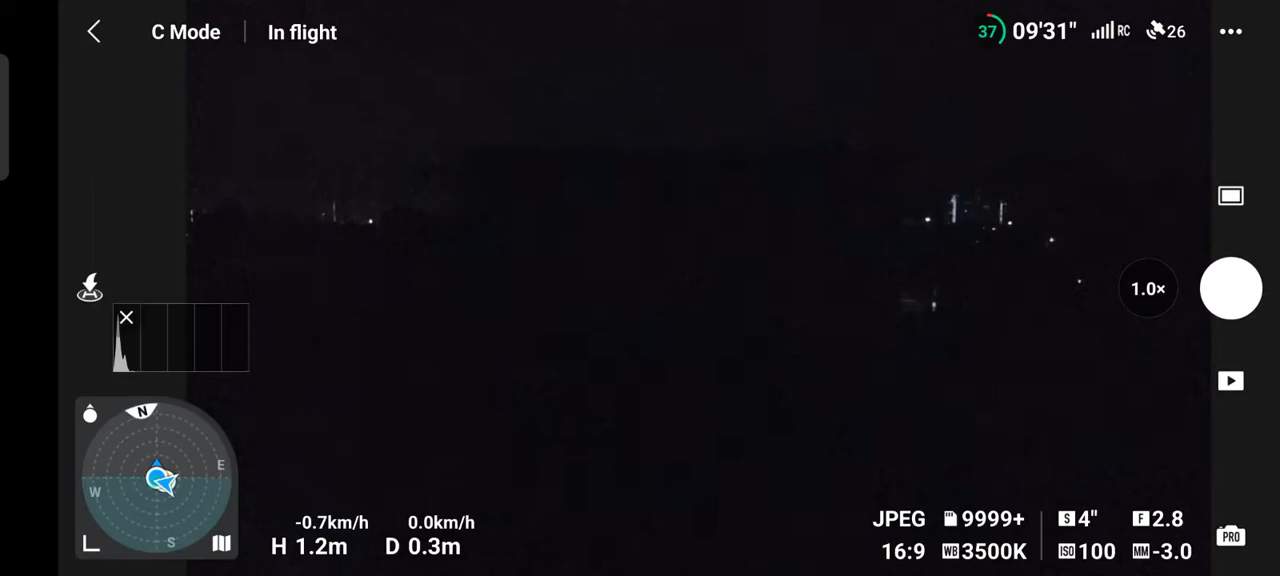 C Mode In flight 37 09'31" RC 26
1.0×
N
E
W
S
-0.7km/h 0.0km/h
H 1.2m D 0.3m
JPEG 9999+ S 4" F 2.8
16:9 WB 3500K ISO 100 MM -3.0
PRO